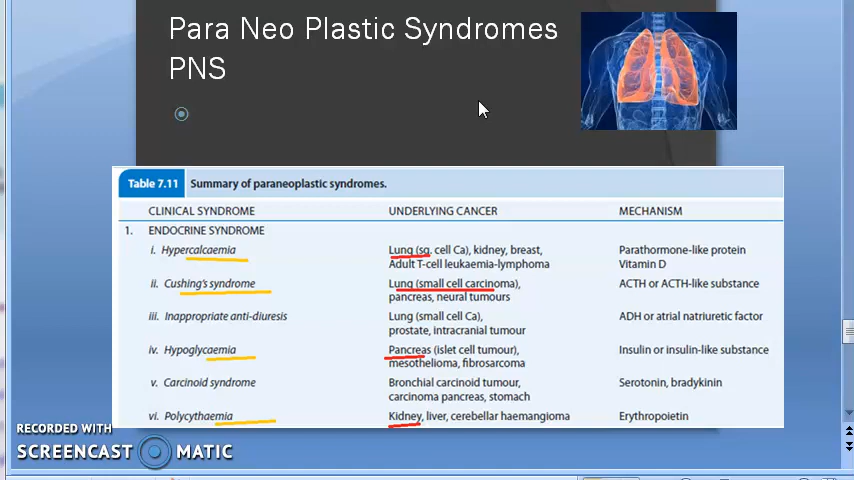 Para Neo Plastic Syndromes
PNS
Table 7.11 Summary of paraneoplastic syndromes.
CLINICAL SYNDROME UNDERLYING CANCER MECHANISM
1. ENDOCRINE SYNDROME
i. Hypercalcaemia Lung (sq. cell Ca), kidney, breast, Parathormone-like protein
Adult T-cell leukaemia-lymphoma Vitamin D
ii. Cushing's syndrome Lung (small cell carcinoma), ACTH or ACTH-like substance
pancreas, neural tumours
iii. Inappropriate anti-diuresis Lung (small cell Ca), ADH or atrial natriuretic factor
prostate, intracranial tumour
iv. Hypoglycaemia Pancreas (islet cell tumour), Insulin or insulin-like substance
mesothelioma, fibrosarcoma
v. Carcinoid syndrome Bronchial carcinoid tumour, Serotonin, bradykinin
carcinoma pancreas, stomach
vi. Polycythaemia Kidney, liver, cerebellar haemangioma Erythropoietin
RECORDED WITH
SCREENCAST MATIC